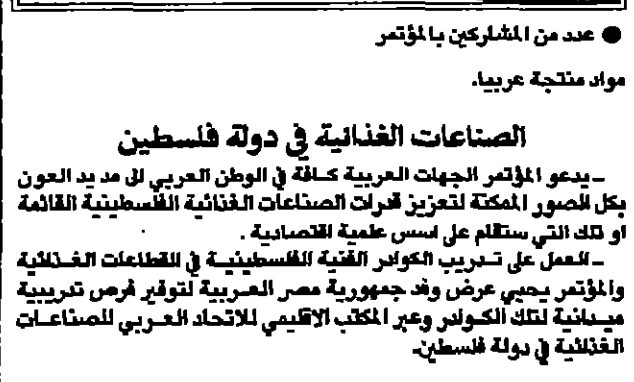 ● عدد من المشاركين بالمؤتمر
مواد منتجة عربيا.
الصناعات الغذائية في دولة فلسطين
ـ يدعو المؤتمر الجهات العربية كافة في الوطن العربي الى مد يد العون
بكل الصور الممكنة لتعزيز قدرات الصناعات الغذائية الفلسطينية القائمة
او تلك التي ستقام على اسس علمية اقتصادية .
ـ العمل على تدريب الكوادر الفنية الفلسطينية في القطاعات الغذائية
والمؤتمر يحيي عرض وفد جمهورية مصر العربية لتوفير فرص تدريبية
ميدانية لتلك الكوادر وعبر المكتب الاقليمي للاتحاد العربي للصناعات
الغذائية في دولة فلسطين.